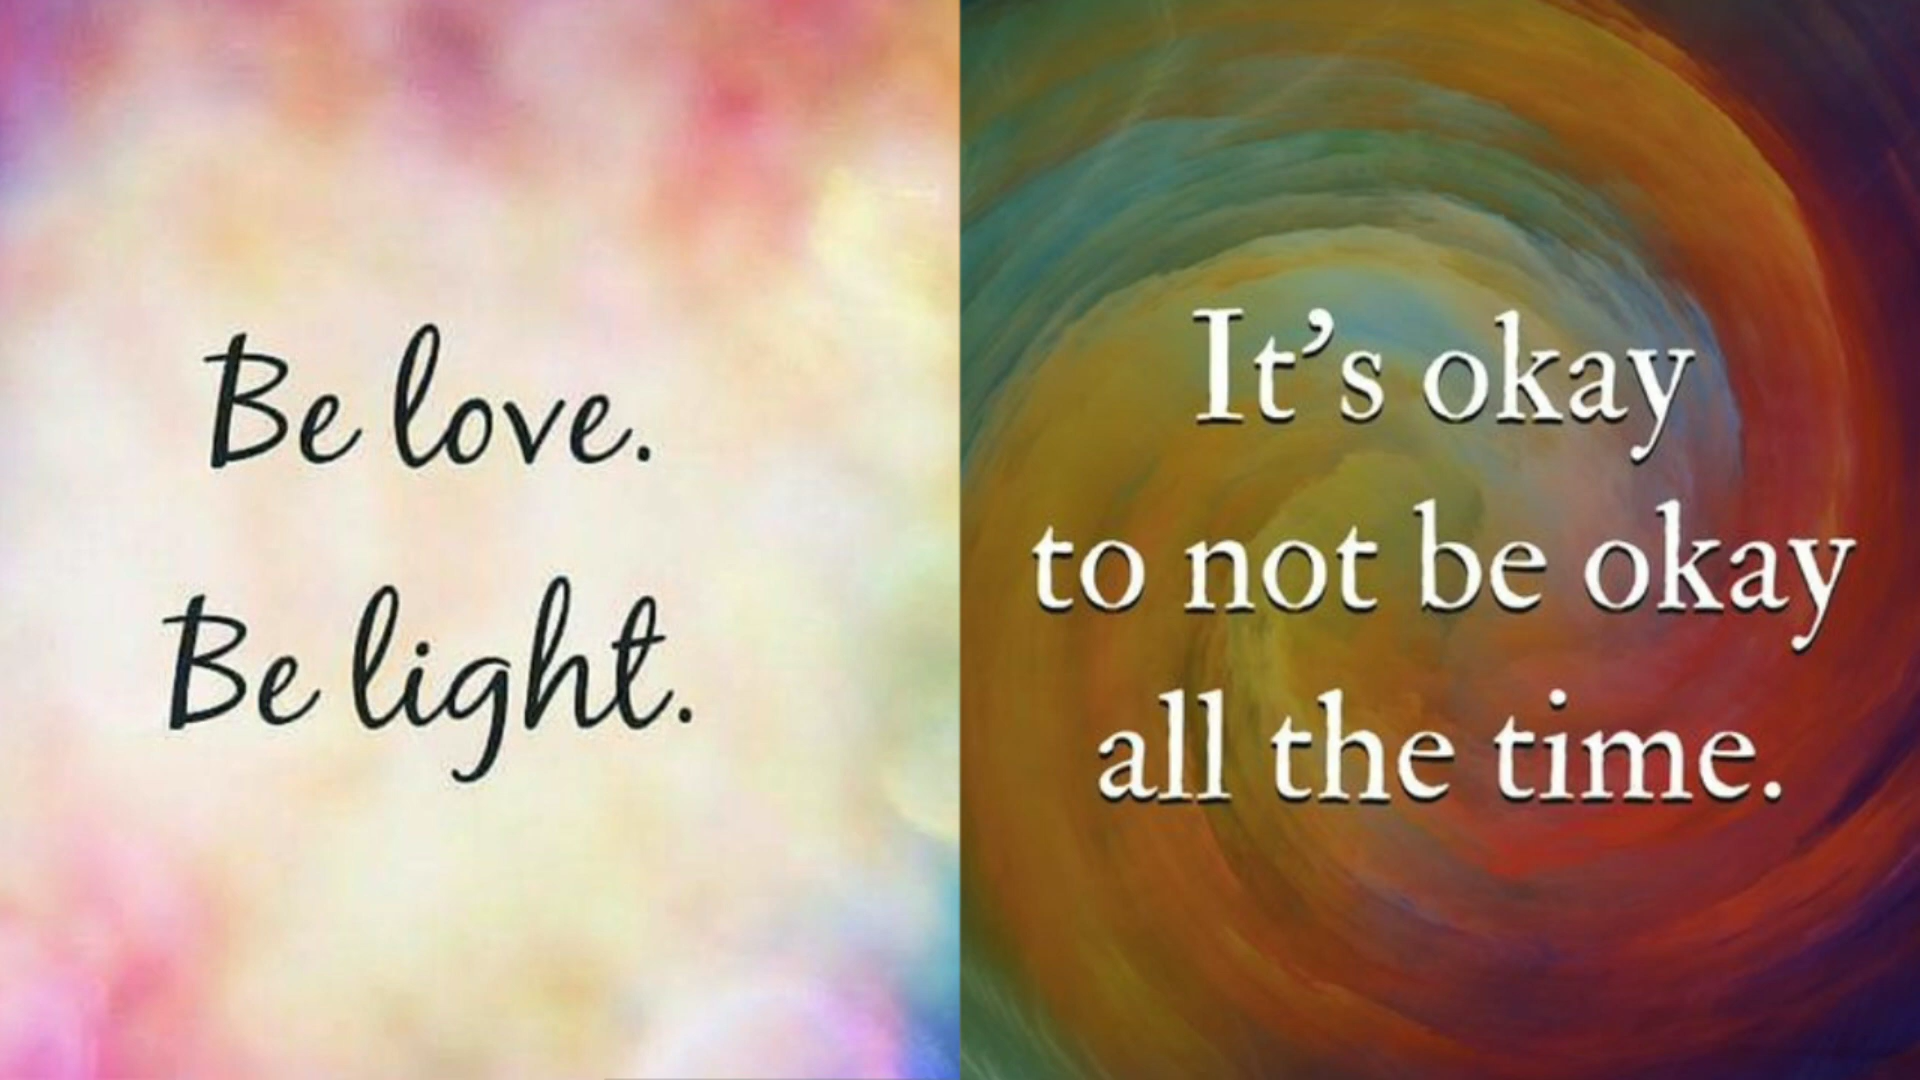 Be love.
Be light.
It’s okay
to not be okay
all the time.